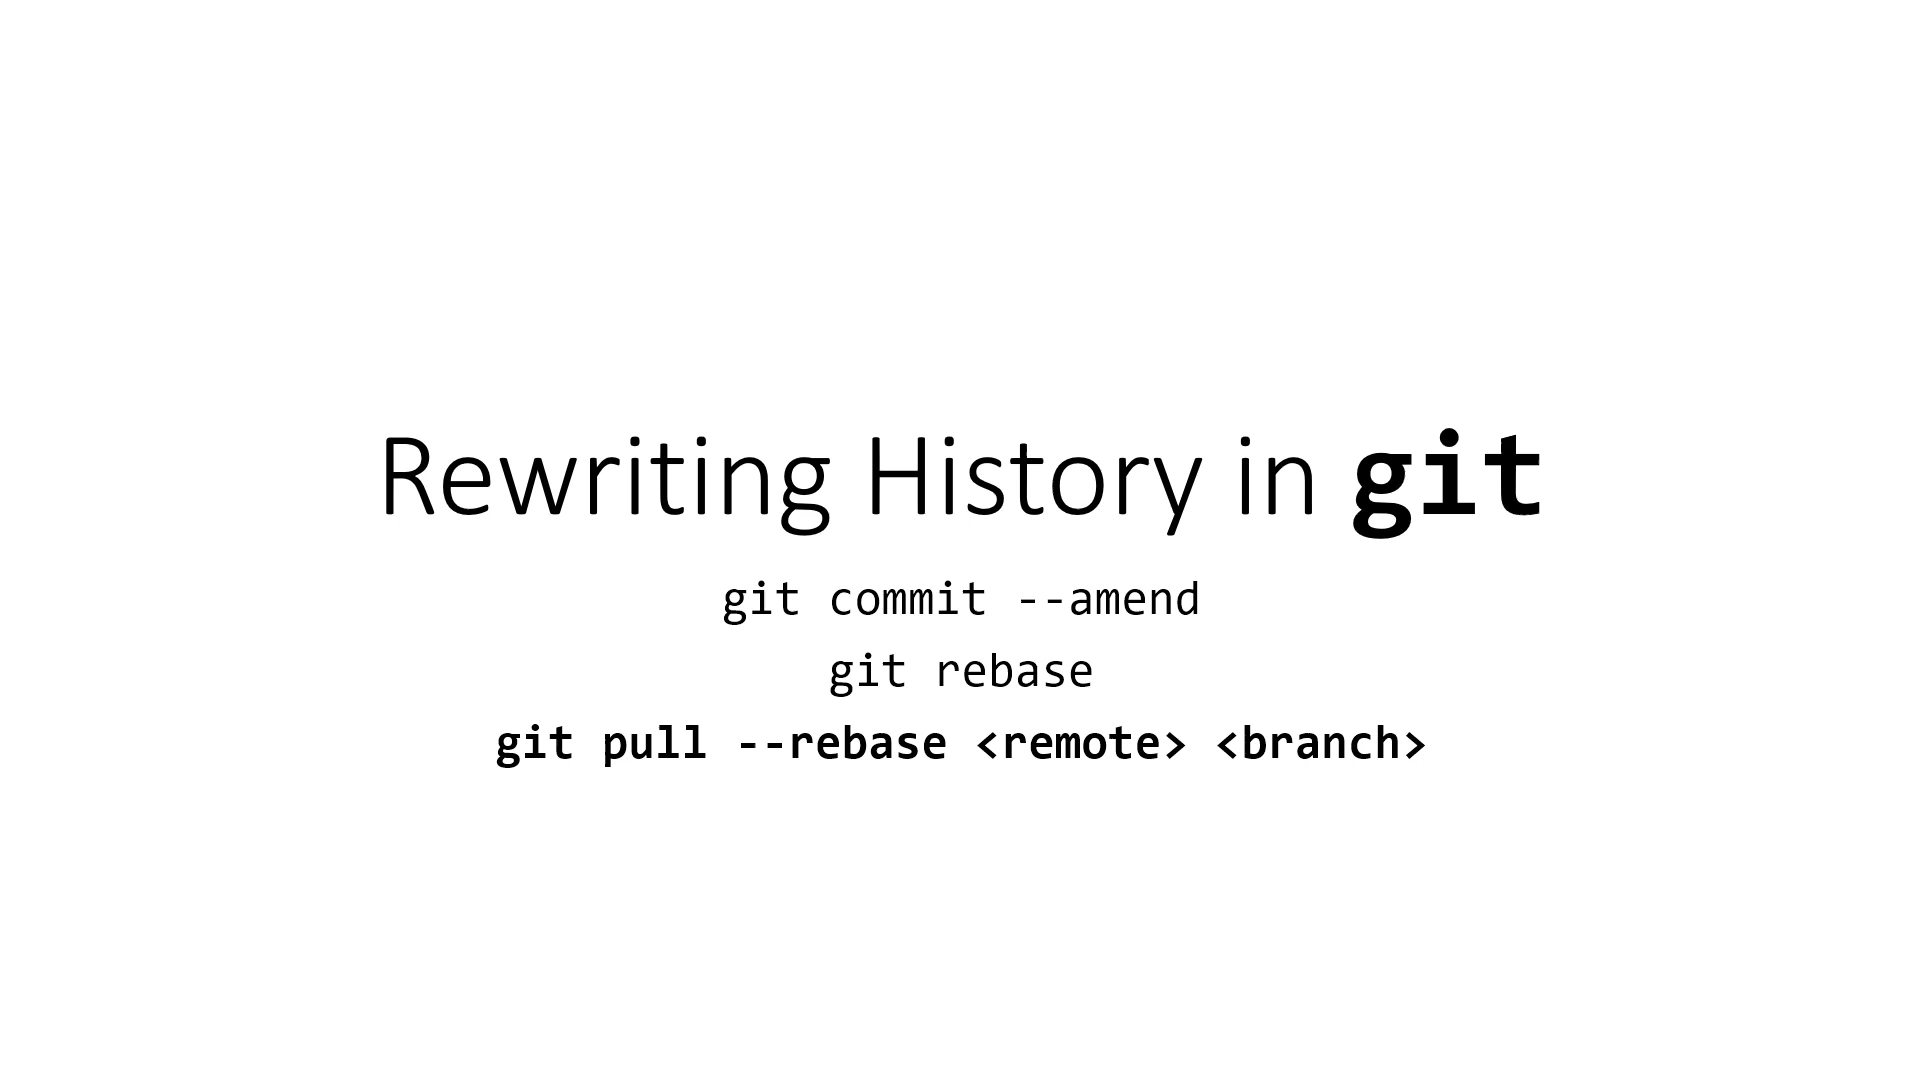 Rewriting History in git
git commit --amend
git rebase
git pull --rebase <remote> <branch>